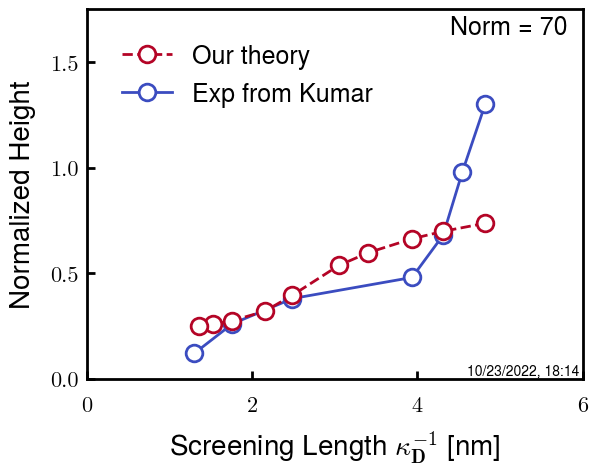 Norm = 70
Our theory
Exp from Kumar
Normalized Height
1.5
1.0
0.5
0.0
10/23/2022, 18:14
0 2 4 6
Screening Length κ_D^{-1} [nm]